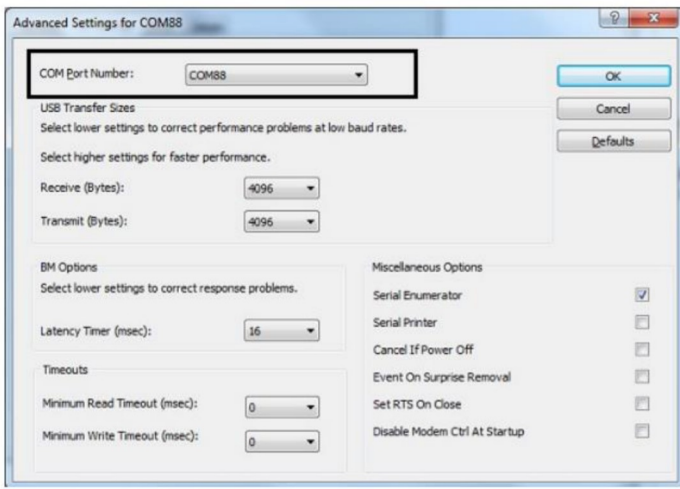 Advanced Settings for COM88
COM Port Number: COM88
OK
USB Transfer Sizes
Cancel
Select lower settings to correct performance problems at low baud rates.
Defaults
Select higher settings for faster performance.
Receive (Bytes): 4096
Transmit (Bytes): 4096
BM Options
Select lower settings to correct response problems.
Latency Timer (msec): 16
Timeouts
Minimum Read Timeout (msec): 0
Minimum Write Timeout (msec): 0
Miscellaneous Options
Serial Enumerator
Serial Printer
Cancel If Power Off
Event On Surprise Removal
Set RTS On Close
Disable Modem Ctrl At Startup